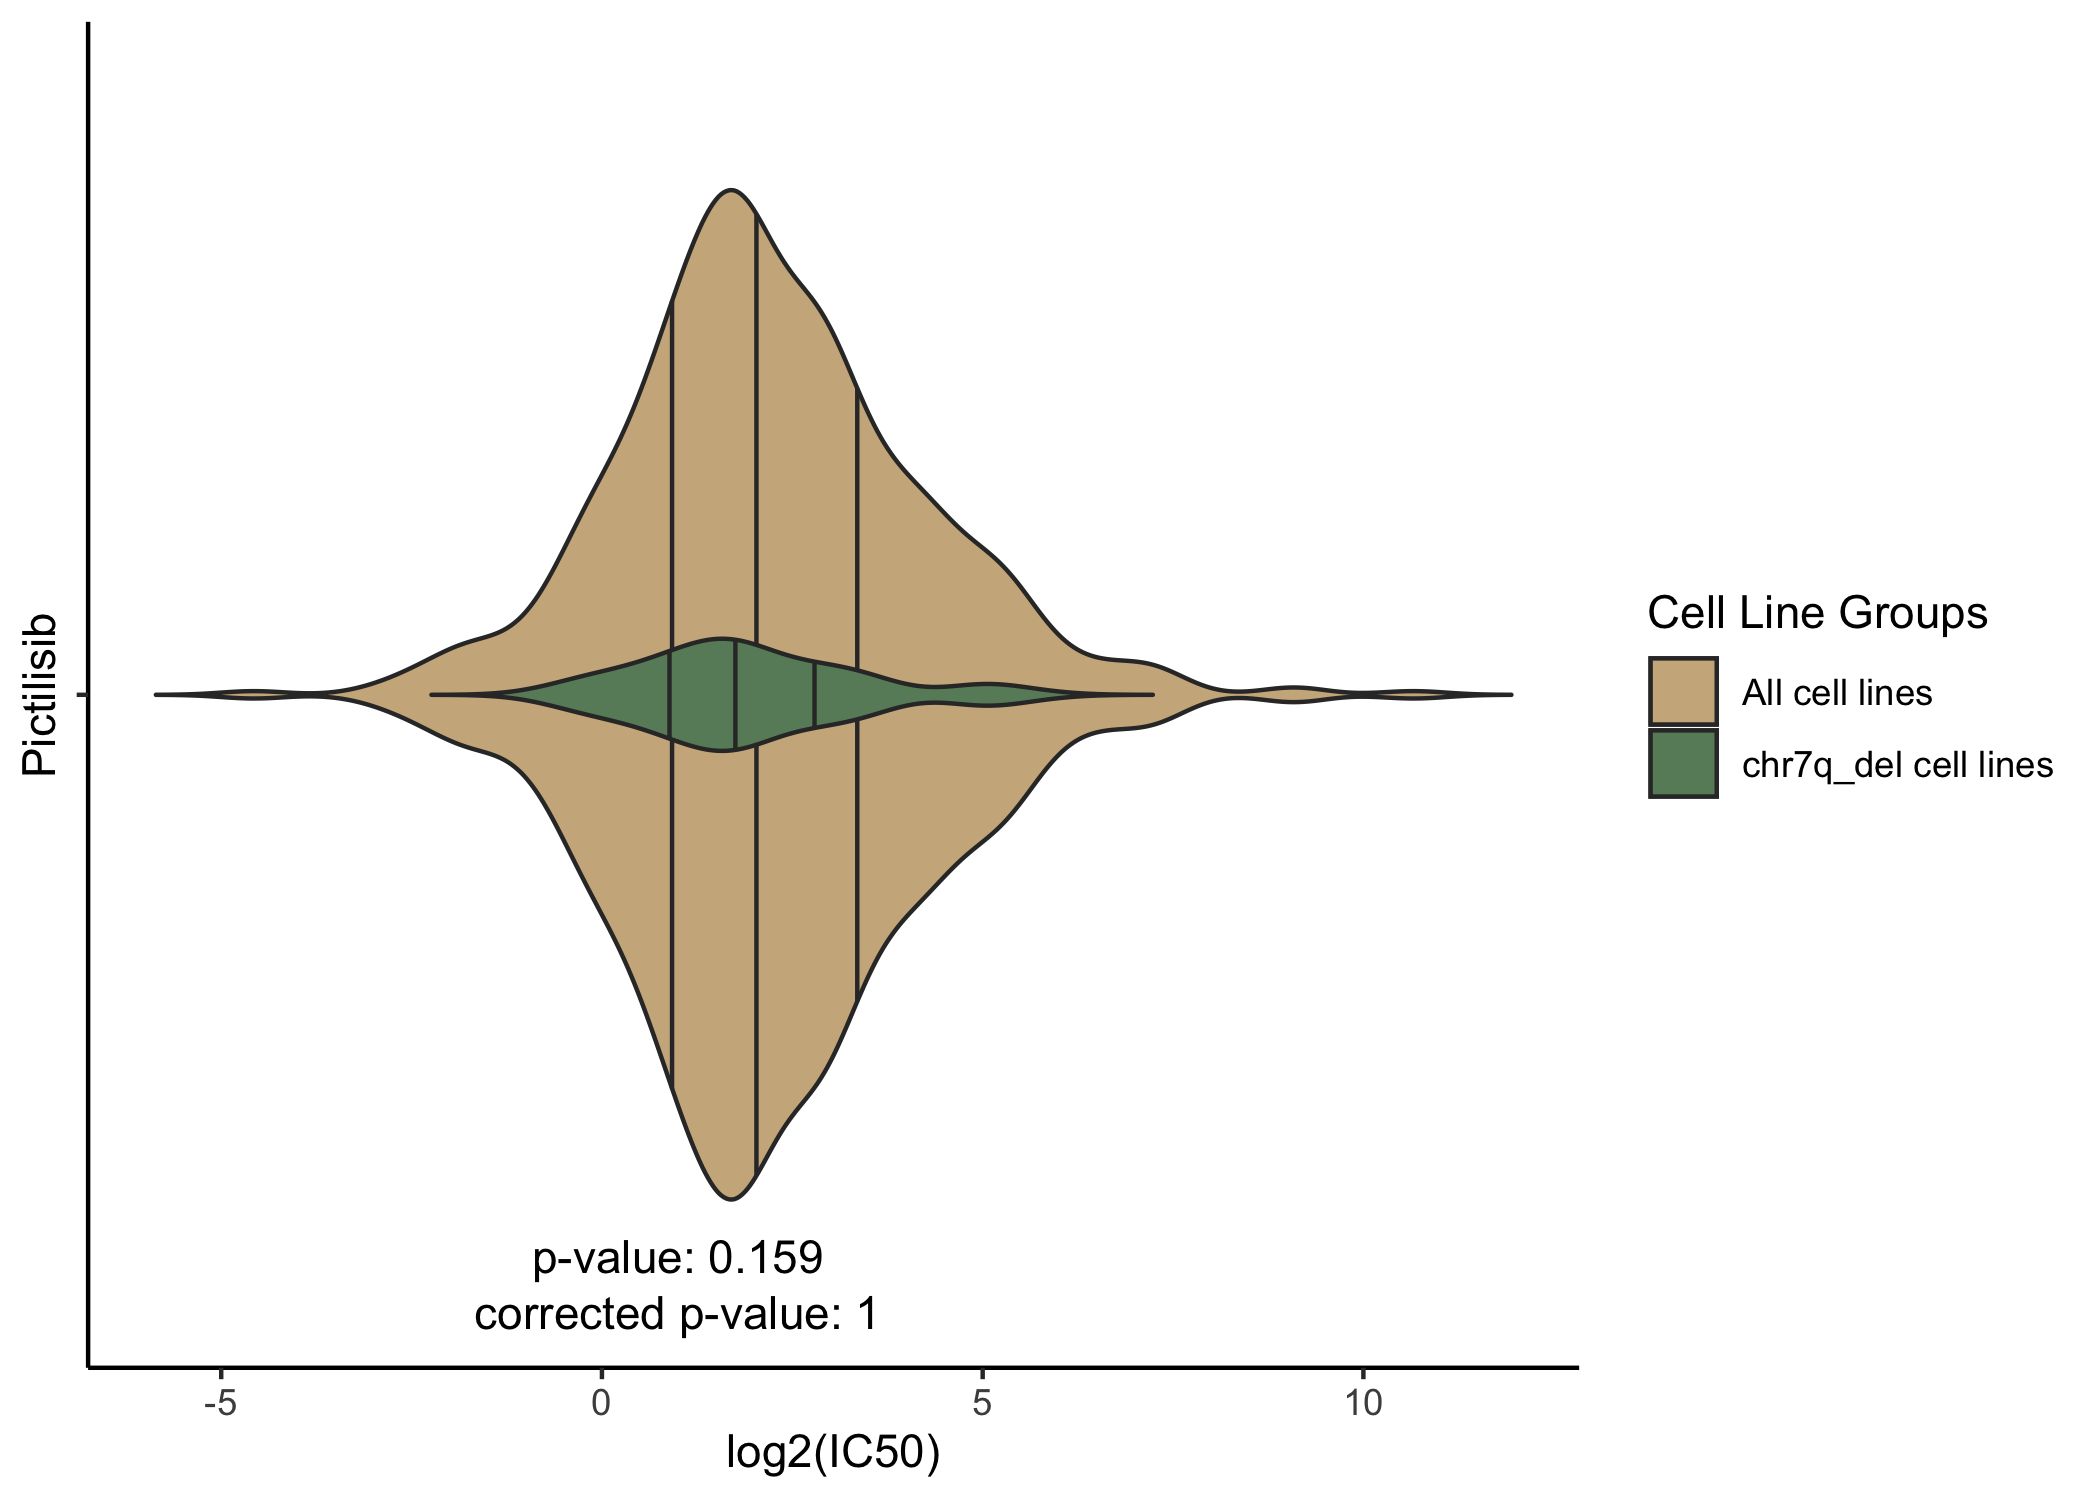 Pictilisib
p-value: 0.159
corrected p-value: 1
-5 0 5 10
log2(IC50)
Cell Line Groups
All cell lines
chr7q_del cell lines